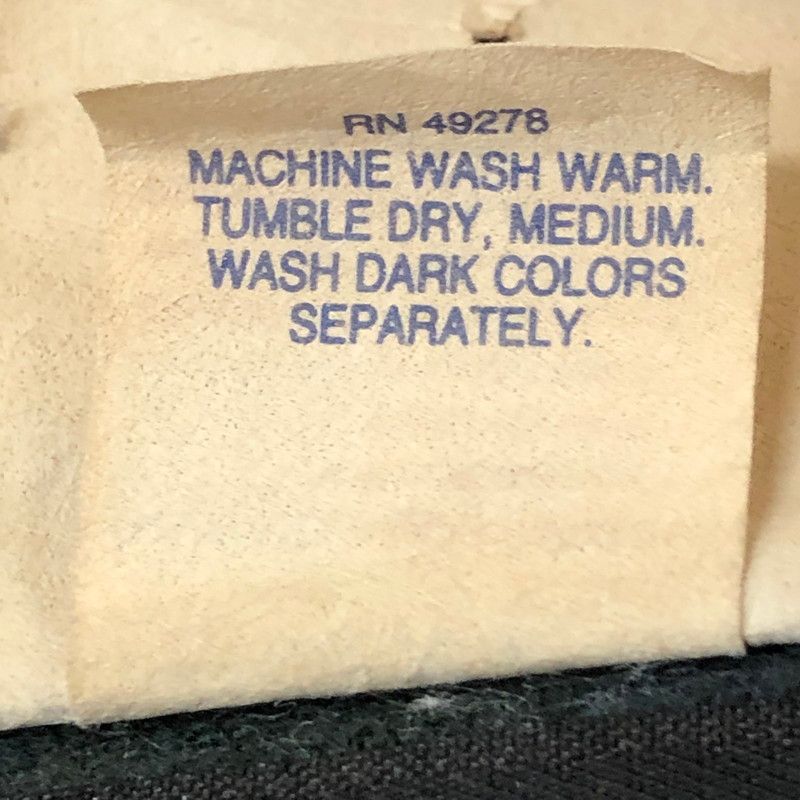 RN 49278
MACHINE WASH WARM.
TUMBLE DRY, MEDIUM.
WASH DARK COLORS
SEPARATELY.